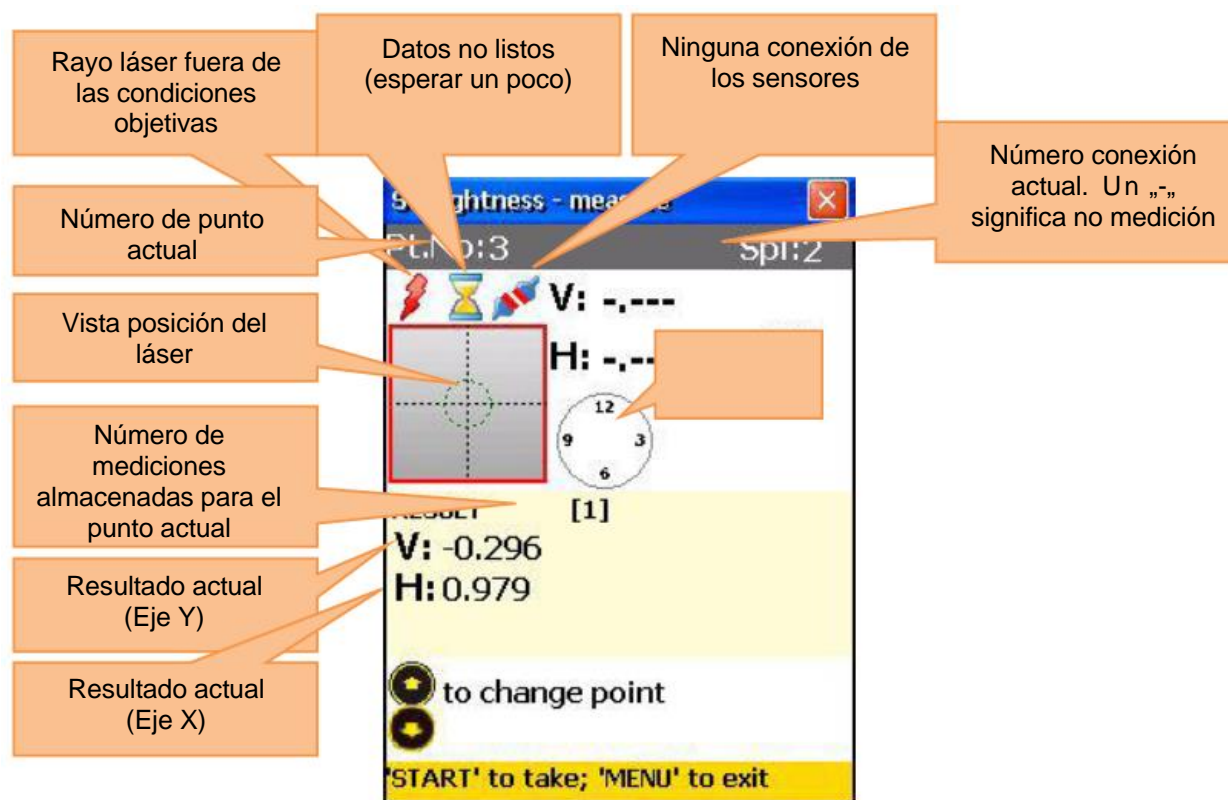 Rayo láser fuera de
las condiciones
objetivas
Datos no listos
(esperar un poco)
Ninguna conexión de
los sensores
Número conexión
actual. Un „-„
significa no medición
Número de punto
actual
Vista posición del
láser
Número de
mediciones
almacenadas para el
punto actual
Resultado actual
(Eje Y)
Resultado actual
(Eje X)
- measure
:3
Spl:2
V: -.---
H: -.--
12
9
3
6
RESULT
[1]
V: -0.296
H: 0.979
to change point
'START' to take; 'MENU' to exit